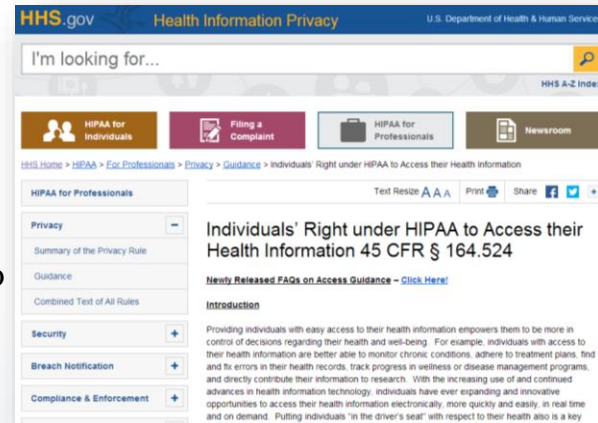 HHS.gov Health Information Privacy U.S. Department of Health & Human Service
I'm looking for...
HHS A-Z Inde
HIPAA for Individuals
Filing a Complaint
HIPAA for Professionals
Newsroom
HHS Home > HIPAA > For Professionals > Privacy > Guidance > Individuals' Right under HIPAA to Access their Health Information
HIPAA for Professionals
Privacy
Summary of the Privacy Rule
Guidance
Combined Text of All Rules
Security
Breach Notification
Compliance & Enforcement
Text Resize A A A Print Share
Individuals' Right under HIPAA to Access their
Health Information 45 CFR § 164.524
Newly Released FAQs on Access Guidance – Click Here!
Introduction
Providing individuals with easy access to their health information empowers them to be more in
control of decisions regarding their health and well-being. For example, individuals with access to
their health information are better able to monitor chronic conditions, adhere to treatment plans, find
and fix errors in their health records, track progress in wellness or disease management programs,
and directly contribute their information to research. With the increasing use of and continued
advances in health information technology, individuals have ever expanding and innovative
opportunities to access their health information electronically, more quickly and easily, in real time
and on demand. Putting individuals "in the driver's seat" with respect to their health also is a key